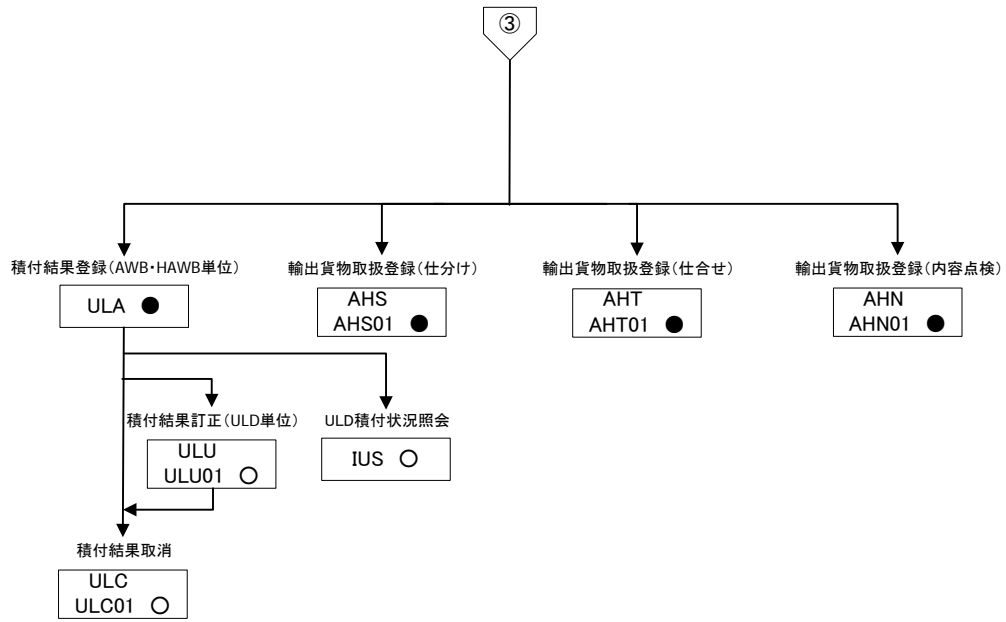 ③
積付結果登録(AWB・HAWB単位)
ULA ●
輸出貨物取扱登録(仕分け)
AHS
AHS01 ●
輸出貨物取扱登録(仕合せ)
AHT
AHT01 ●
輸出貨物取扱登録(内容点検)
AHN
AHN01 ●
積付結果訂正(ULD単位)
ULU
ULU01 ○
ULD積付状況照会
IUS ○
積付結果取消
ULC
ULC01 ○